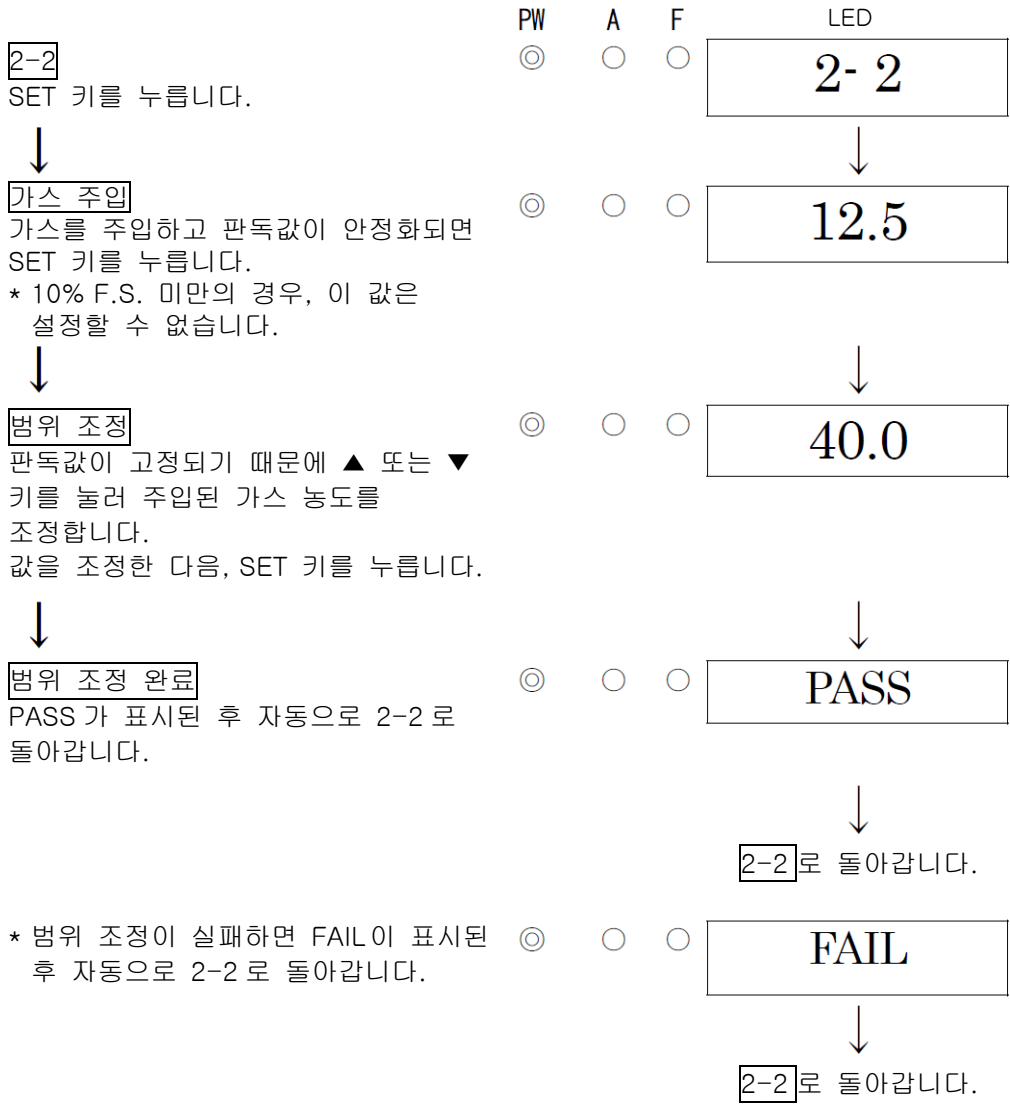 PW A F LED
2-2 ◎ ○ ○ 2- 2
SET 키를 누릅니다.
↓ ↓
가스 주입 ◎ ○ ○ 12.5
가스를 주입하고 판독값이 안정화되면
SET 키를 누릅니다.
* 10% F.S. 미만의 경우, 이 값은
설정할 수 없습니다.
↓ ↓
범위 조정 ◎ ○ ○ 40.0
판독값이 고정되기 때문에 ▲ 또는 ▼
키를 눌러 주입된 가스 농도를
조정합니다.
값을 조정한 다음, SET 키를 누릅니다.
↓ ↓
범위 조정 완료 ◎ ○ ○ PASS
PASS 가 표시된 후 자동으로 2-2 로
돌아갑니다.
↓
2-2 로 돌아갑니다.
* 범위 조정이 실패하면 FAIL 이 표시된 ◎ ○ ○ FAIL
후 자동으로 2-2 로 돌아갑니다.
↓
2-2 로 돌아갑니다.